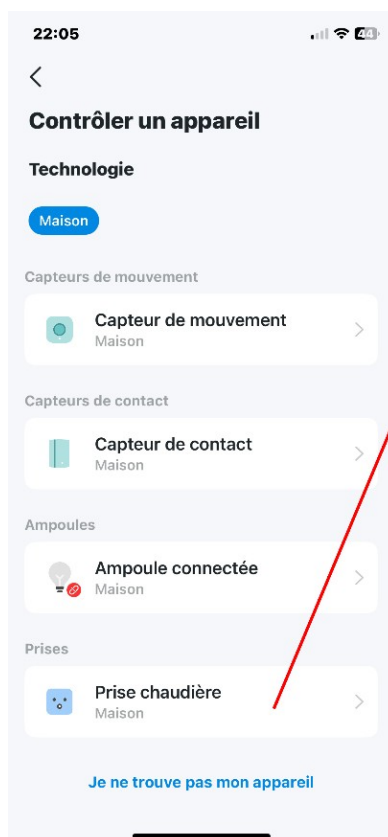 22:05
44
Contrôler un appareil
Technologie
Maison
Capteurs de mouvement
Capteur de mouvement
Maison
Capteurs de contact
Capteur de contact
Maison
Ampoules
Ampoule connectée
Maison
Prises
Prise chaudière
Maison
Je ne trouve pas mon appareil